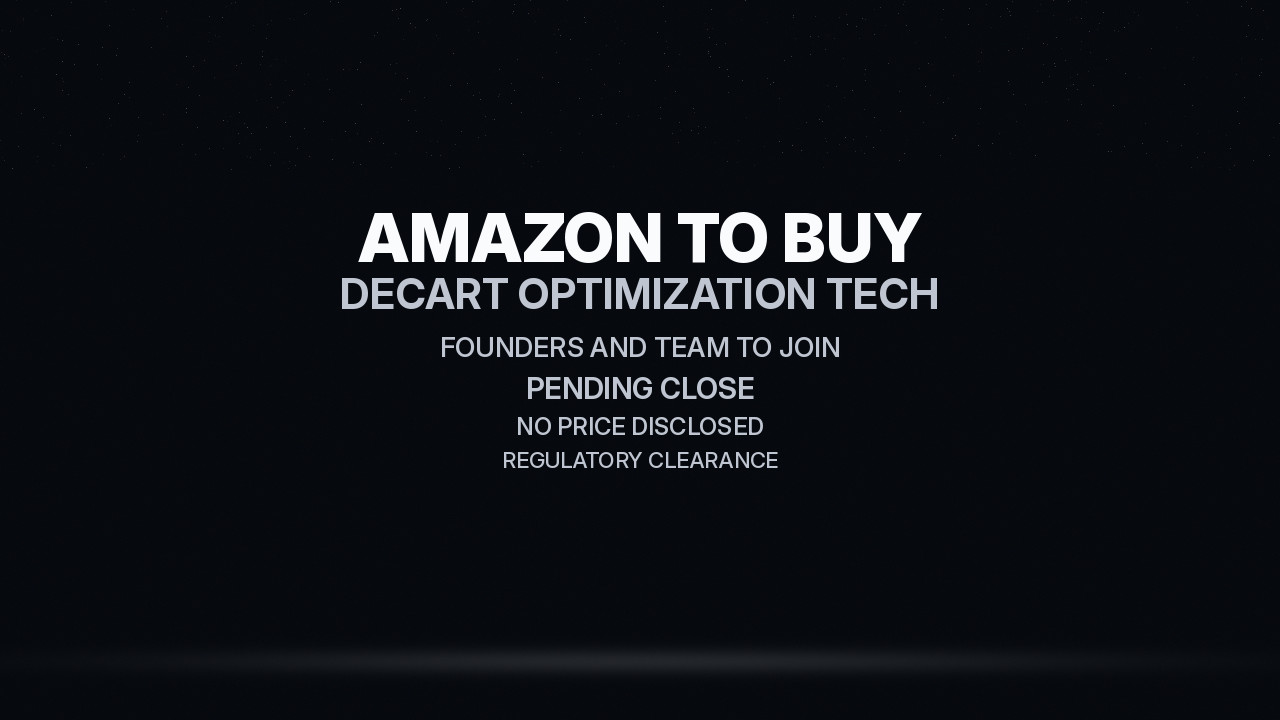 AMAZON TO BUY
DECART OPTIMIZATION TECH
FOUNDERS AND TEAM TO JOIN
PENDING CLOSE
NO PRICE DISCLOSED
REGULATORY CLEARANCE